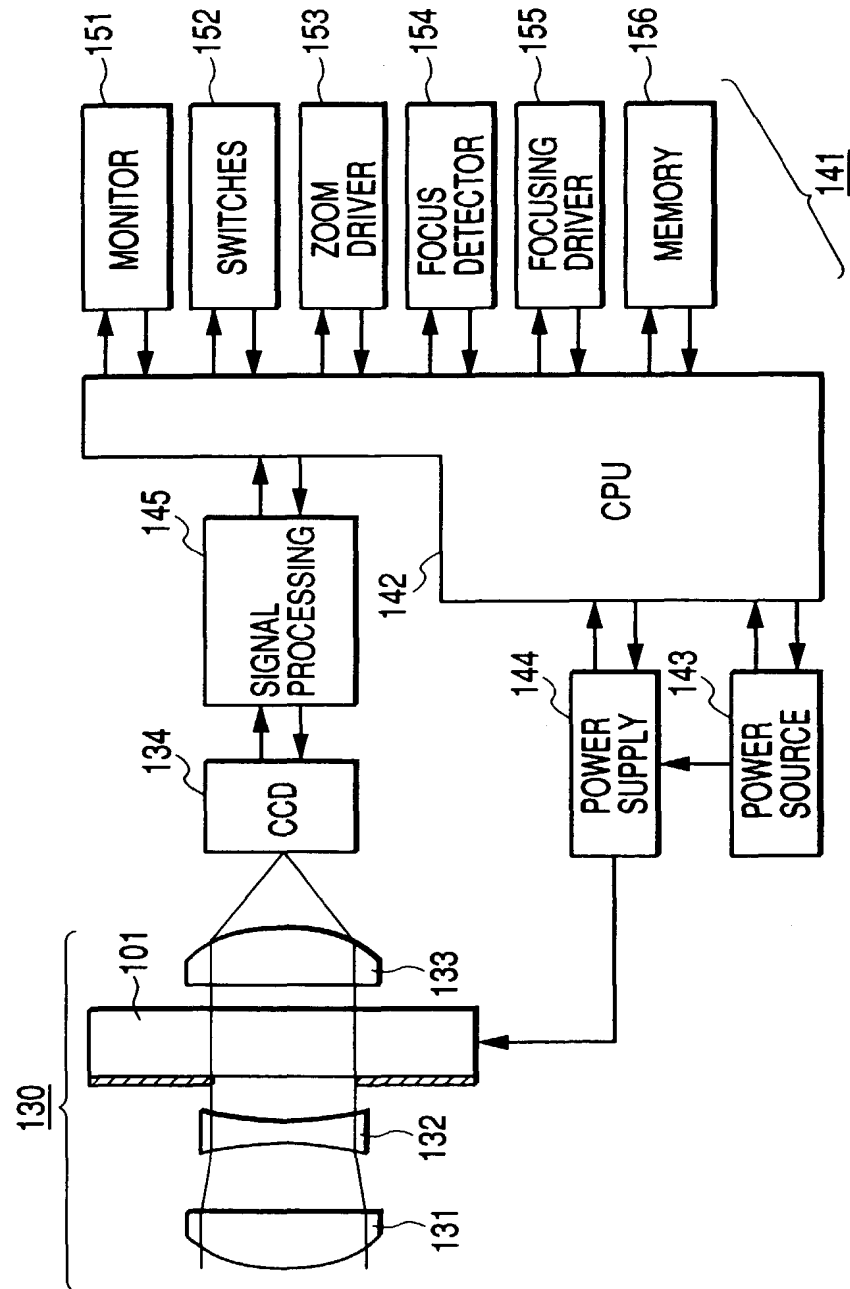 130
101
131
132
133
134
CCD
145
SIGNAL
PROCESSING
142
CPU
144
POWER
SUPPLY
143
POWER
SOURCE
151
MONITOR
152
SWITCHES
153
ZOOM
DRIVER
154
FOCUS
DETECTOR
155
FOCUSING
DRIVER
156
MEMORY
141